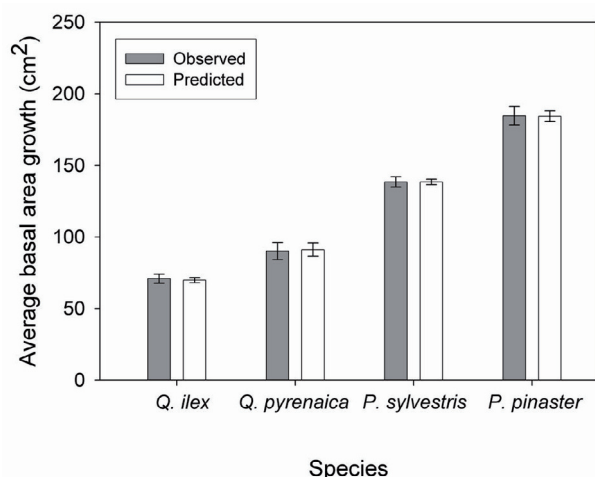 Average basal area growth (cm²)
250
200
150
100
50
0
Observed
Predicted
Q. ilex Q. pyrenaica P. sylvestris P. pinaster
Species